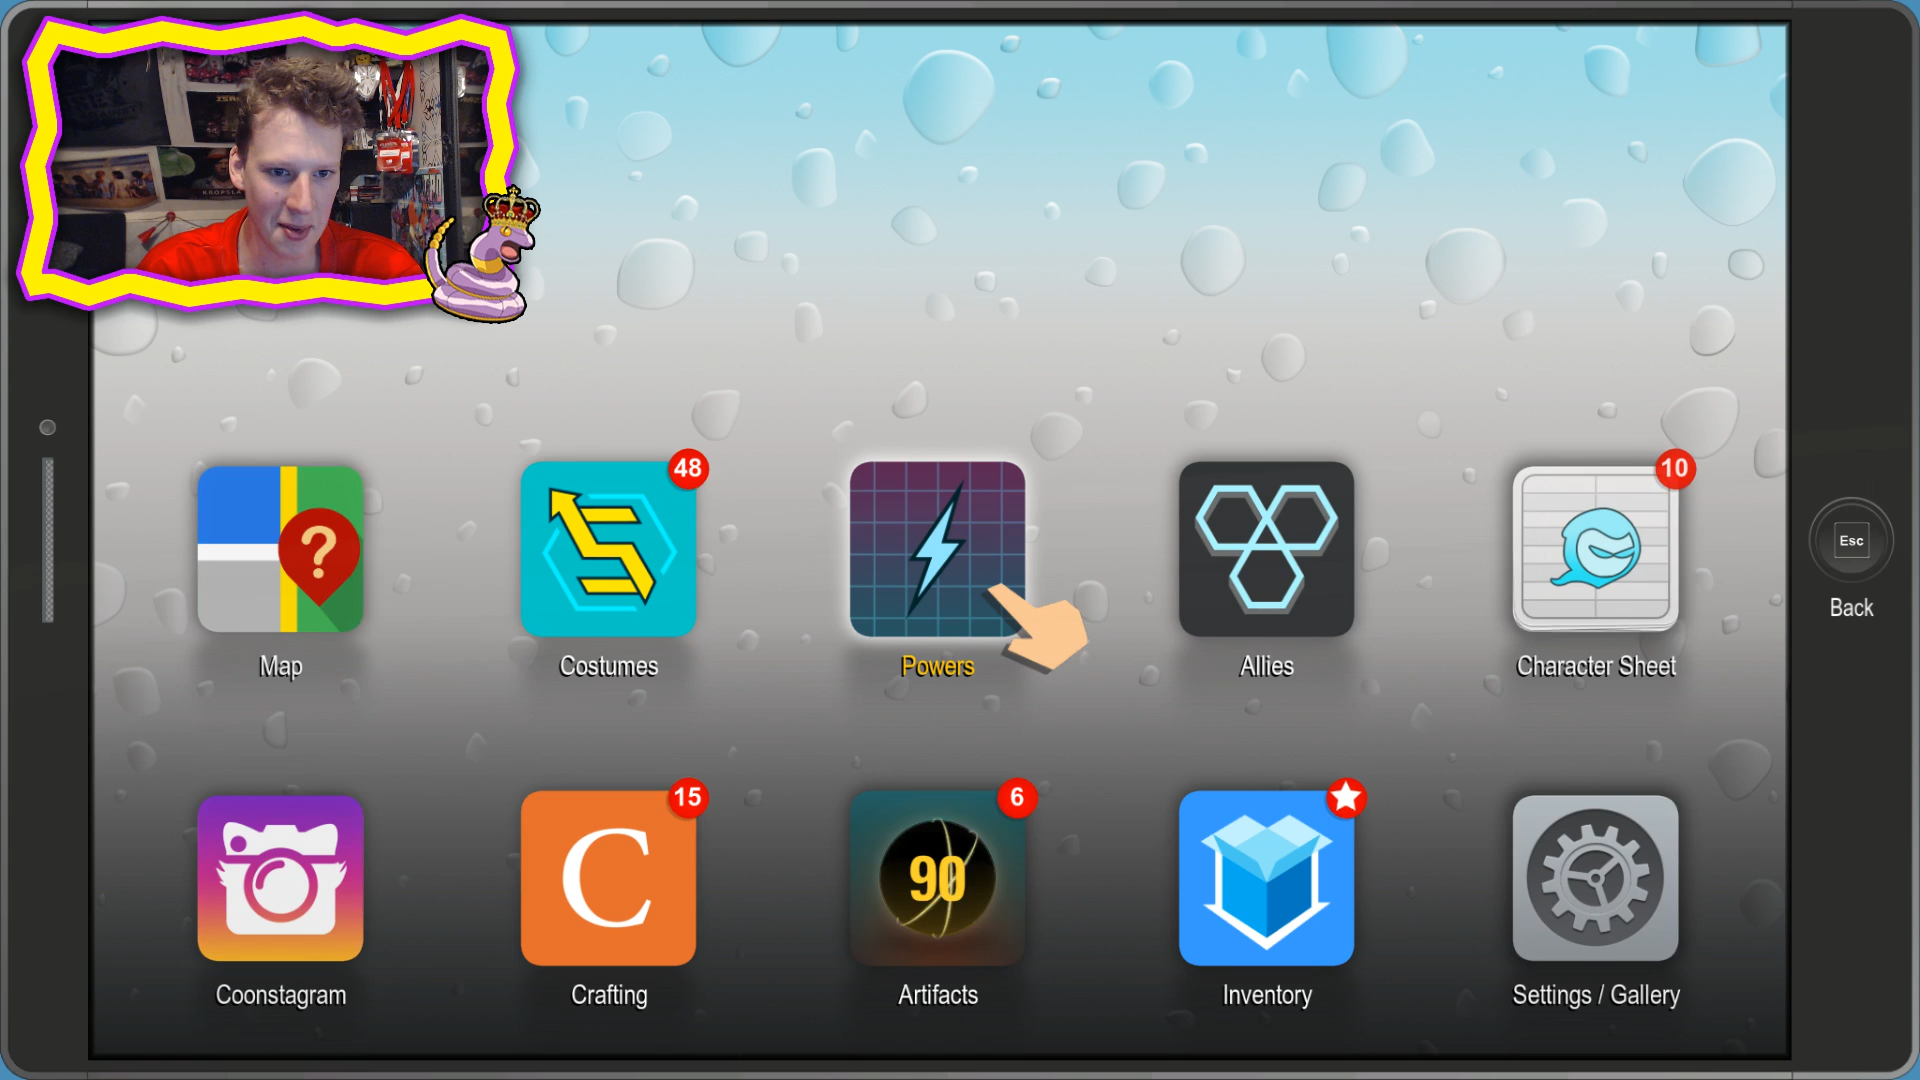 48
10
?
Esc
Map
Costumes
Powers
Allies
Character Sheet
Back
15
6
C
90
Coonstagram
Crafting
Artifacts
Inventory
Settings / Gallery